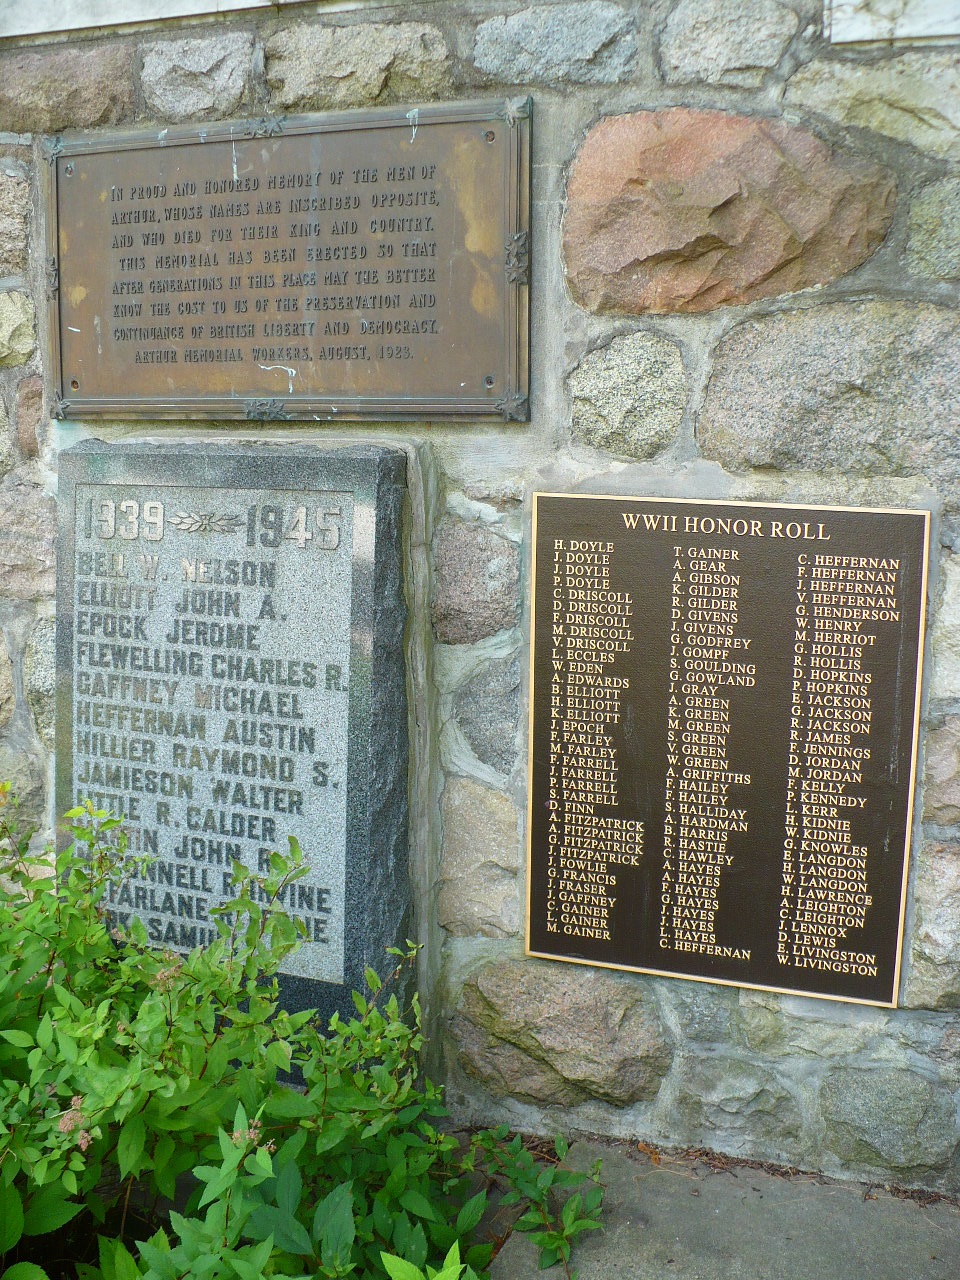 IN PROUD AND HONORED MEMORY OF THE MEN OF
ARTHUR, WHOSE NAMES ARE INSCRIBED OPPOSITE,
AND WHO DIED FOR THEIR KING AND COUNTRY.
THIS MEMORIAL HAS BEEN ERECTED SO THAT
AFTER GENERATIONS IN THIS PLACE MAY THE BETTER
KNOW THE COST TO US OF THE PRESERVATION AND
CONTINUANCE OF BRITISH LIBERTY AND DEMOCRACY.
ARTHUR MEMORIAL WORKERS, AUGUST, 1923.
1939 1945
BELL W. NELSON
ELLIOTT JOHN A.
EPOCK JEROME
FLEWELLING CHARLES R.
GAFFNEY MICHAEL
HEFFERNAN AUSTIN
HILLIER RAYMOND S.
JAMIESON WALTER
LITTLE R. CALDER
JOHN
SAMUEL
WWII HONOR ROLL
H. DOYLE
J. DOYLE
J. DOYLE
P. DOYLE
C. DRISCOLL
D. DRISCOLL
F. DRISCOLL
M. DRISCOLL
V. DRISCOLL
L. ECCLES
W. EDEN
A. EDWARDS
B. ELLIOTT
H. ELLIOTT
K. ELLIOTT
J. EPOCH
F. FARLEY
M. FARLEY
F. FARRELL
J. FARRELL
P. FARRELL
S. FARRELL
D. FINN
A. FITZPATRICK
A. FITZPATRICK
G. FITZPATRICK
J. FITZPATRICK
J. FOWLIE
G. FRANCIS
J. FRASER
J. GAFFNEY
C. GAINER
L. GAINER
M. GAINER
T. GAINER
A. GEAR
A. GIBSON
K. GILDER
R. GILDER
D. GIVENS
I. GIVENS
G. GODFREY
J. GOMPF
S. GOULDING
G. GOWLAND
J. GRAY
A. GREEN
K. GREEN
M. GREEN
S. GREEN
V. GREEN
W. GREEN
A. GRIFFITHS
F. HAILEY
F. HAILEY
S. HALLIDAY
A. HARDMAN
B. HARRIS
R. HASTIE
C. HAWLEY
A. HAYES
A. HAYES
F. HAYES
G. HAYES
J. HAYES
J. HAYES
L. HAYES
C. HEFFERNAN
C. HEFFERNAN
F. HEFFERNAN
J. HEFFERNAN
V. HEFFERNAN
G. HENDERSON
W. HENRY
M. HERRIOT
G. HOLLIS
R. HOLLIS
D. HOPKINS
P. HOPKINS
E. JACKSON
G. JACKSON
R. JACKSON
R. JAMES
F. JENNINGS
D. JORDAN
M. JORDAN
F. KELLY
P. KENNEDY
E. KERR
H. KIDNIE
W. KIDNIE
G. KNOWLES
E. LANGDON
H. LANGDON
W. LANGDON
H. LAWRENCE
A. LEIGHTON
C. LEIGHTON
J. LENNOX
D. LEWIS
E. LIVINGSTON
W. LIVINGSTON